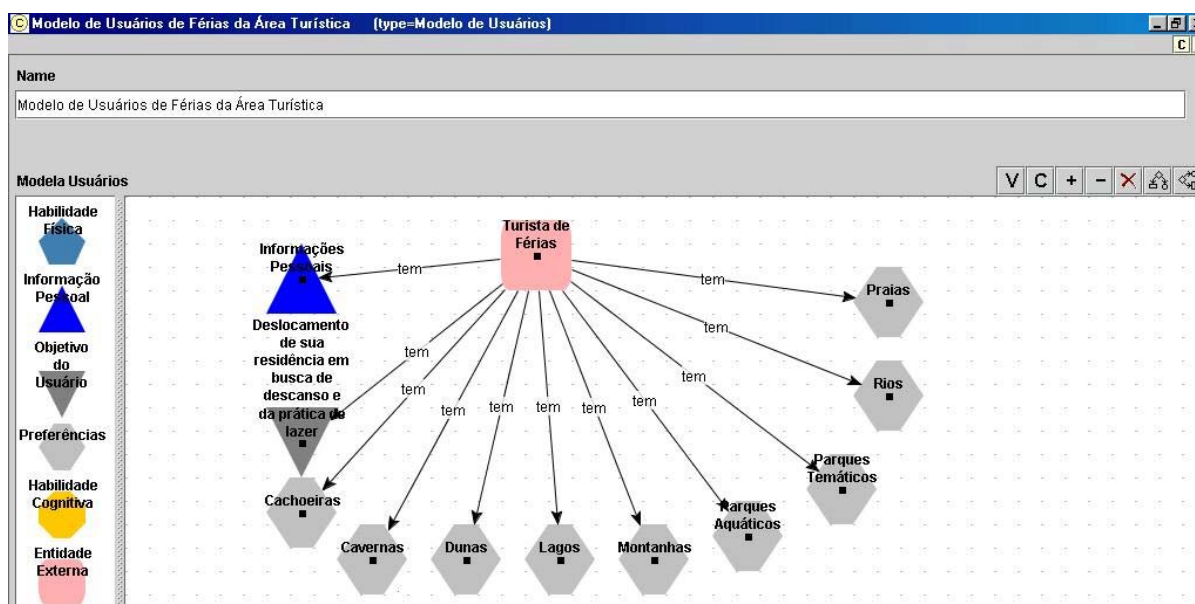 Modelo de Usuários de Férias da Área Turística (type=Modelo de Usuários)
C
Name
Modelo de Usuários de Férias da Área Turística
Modela Usuários
V C + −
Habilidade
Física
Informação
Pessoal
Objetivo
do
Usuário
Preferências
Habilidade
Cognitiva
Entidade
Externa
Turista de
Férias
Informações
Pessoais
tem
Deslocamento
de sua
residência em
busca de
descanso e
da prática de
lazer
tem
Cachoeiras
tem
Cavernas
tem
Dunas
tem
Lagos
tem
Montanhas
tem
Parques
Aquáticos
tem
Parques
Temáticos
tem
Rios
tem
Praias
tem